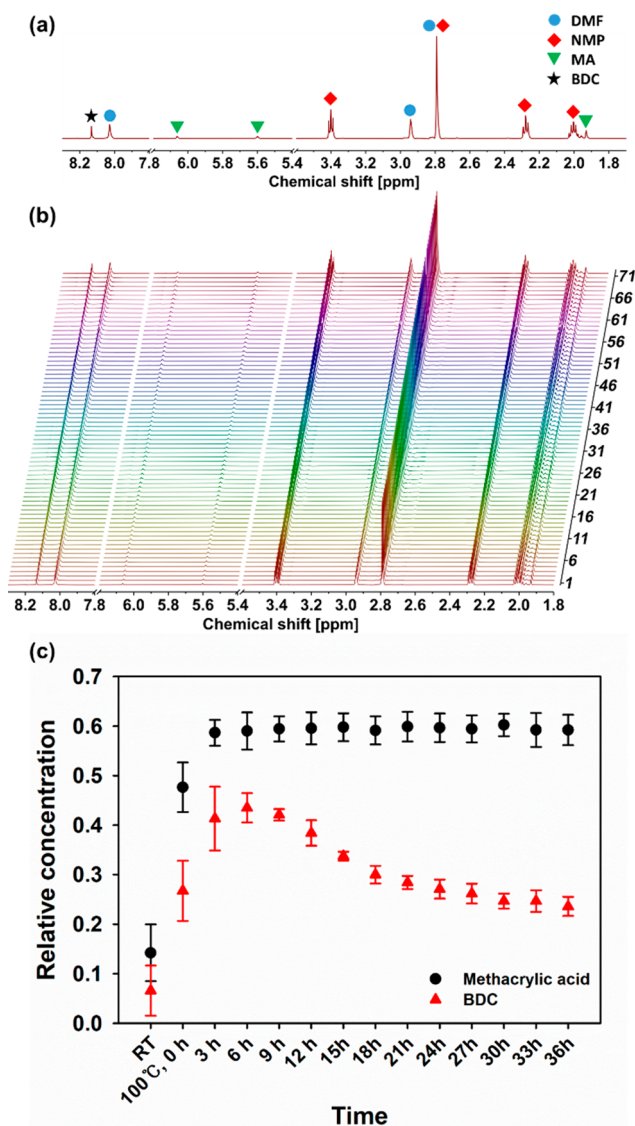 (a)
DMF
NMP
MA
BDC
8.2 8.0 7.8 6.0 5.8 5.6 5.4 3.4 3.2 3.0 2.8 2.6 2.4 2.2 2.0 1.8
Chemical shift [ppm]
(b)
71
66
61
56
51
46
41
36
31
26
21
16
11
6
1
8.2 8.0 7.8 6.0 5.8 5.6 5.4 3.4 3.2 3.0 2.8 2.6 2.4 2.2 2.0 1.8
Chemical shift [ppm]
(c)
0.7
0.6
0.5
0.4
0.3
0.2
0.1
0.0
Relative concentration
Methacrylic acid
BDC
RT 100℃, 0 h 3 h 6 h 9 h 12 h 15h 18h 21h 24h 27h 30h 33h 36h
Time